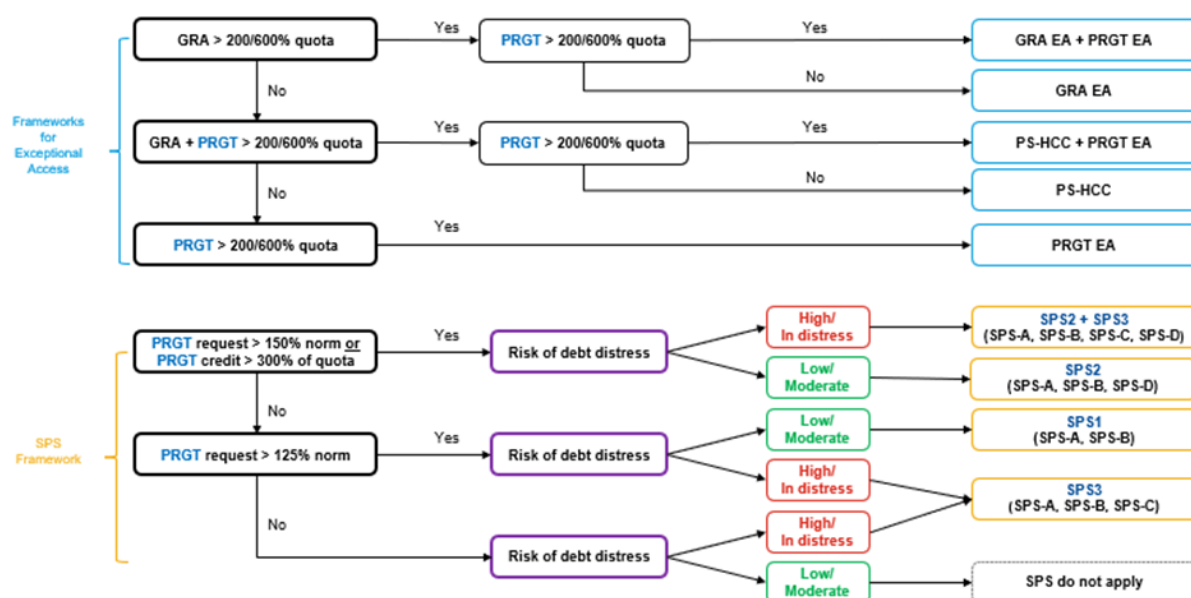 GRA > 200/600% quota
Yes
PRGT > 200/600% quota
Yes
GRA EA + PRGT EA
No
No
GRA EA
Frameworks
for
Exceptional
Access
GRA + PRGT > 200/600% quota
Yes
PRGT > 200/600% quota
Yes
PS-HCC + PRGT EA
No
No
PS-HCC
PRGT > 200/600% quota
Yes
PRGT EA
SPS
Framework
PRGT request > 150% norm or
PRGT credit > 300% of quota
Yes
Risk of debt distress
High/
In distress
SPS2 + SPS3
(SPS-A, SPS-B, SPS-C, SPS-D)
Low/
Moderate
SPS2
(SPS-A, SPS-B, SPS-D)
No
PRGT request > 125% norm
Yes
Risk of debt distress
Low/
Moderate
SPS1
(SPS-A, SPS-B)
High/
In distress
SPS3
(SPS-A, SPS-B, SPS-C)
No
Risk of debt distress
High/
In distress
Low/
Moderate
SPS do not apply